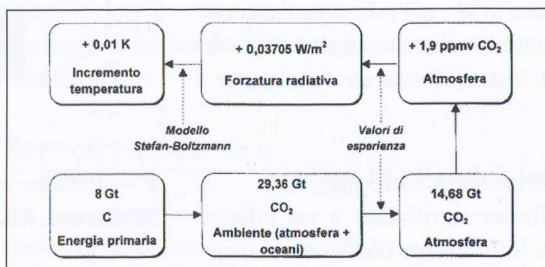 + 0,01 K
Incremento
temperatura
+ 0,03705 W/m²
Forzatura radiativa
+ 1,9 ppmv CO₂
Atmosfera
Modello
Stefan-Boltzmann
Valori di
esperienza
8 Gt
C
Energia primaria
29,36 Gt
CO₂
Ambiente (atmosfera +
oceani)
14,68 Gt
CO₂
Atmosfera